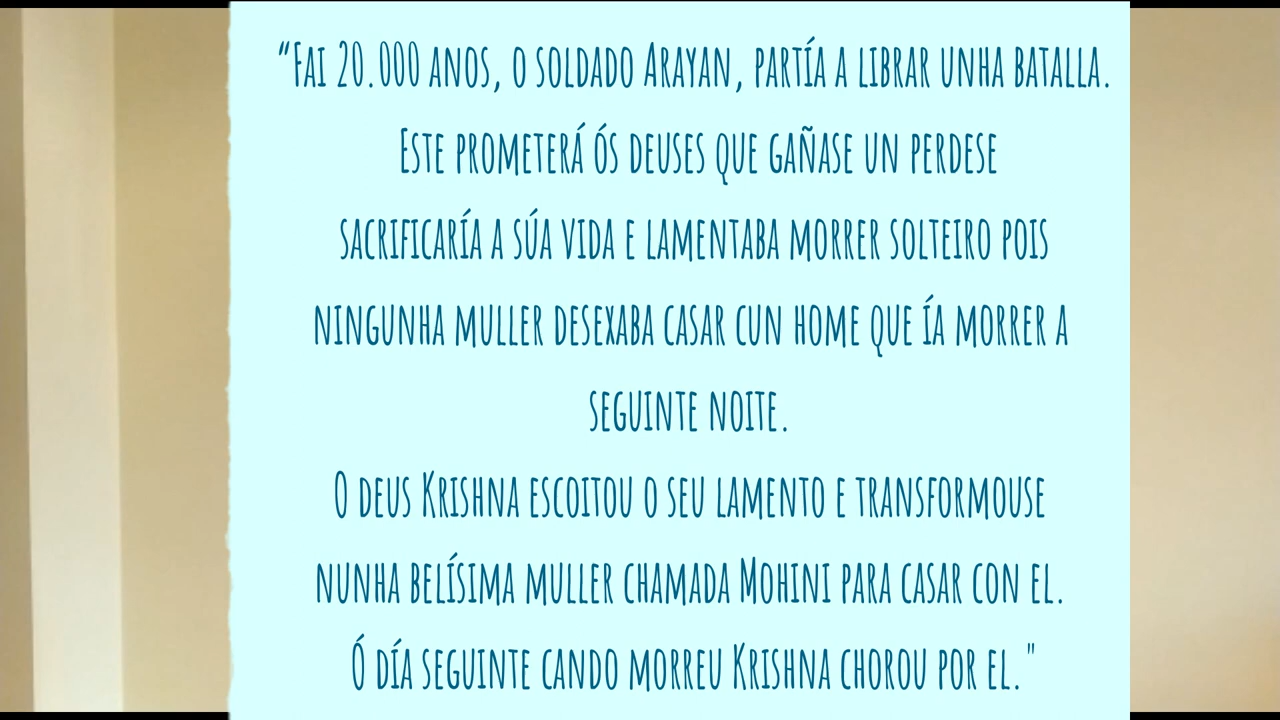 “Fai 20.000 anos, o soldado Arayan, partía a librar unha batalla.
Este prometerá ós deuses que gañase un perdese
sacrificaría a súa vida e lamentaba morrer solteiro pois
ningunha muller desexaba casar cun home que ía morrer a
seguinte noite.
O deus Krishna escoitou o seu lamento e transformouse
nunha belísima muller chamada Mohini para casar con el.
Ó día seguinte cando morreu Krishna chorou por el."